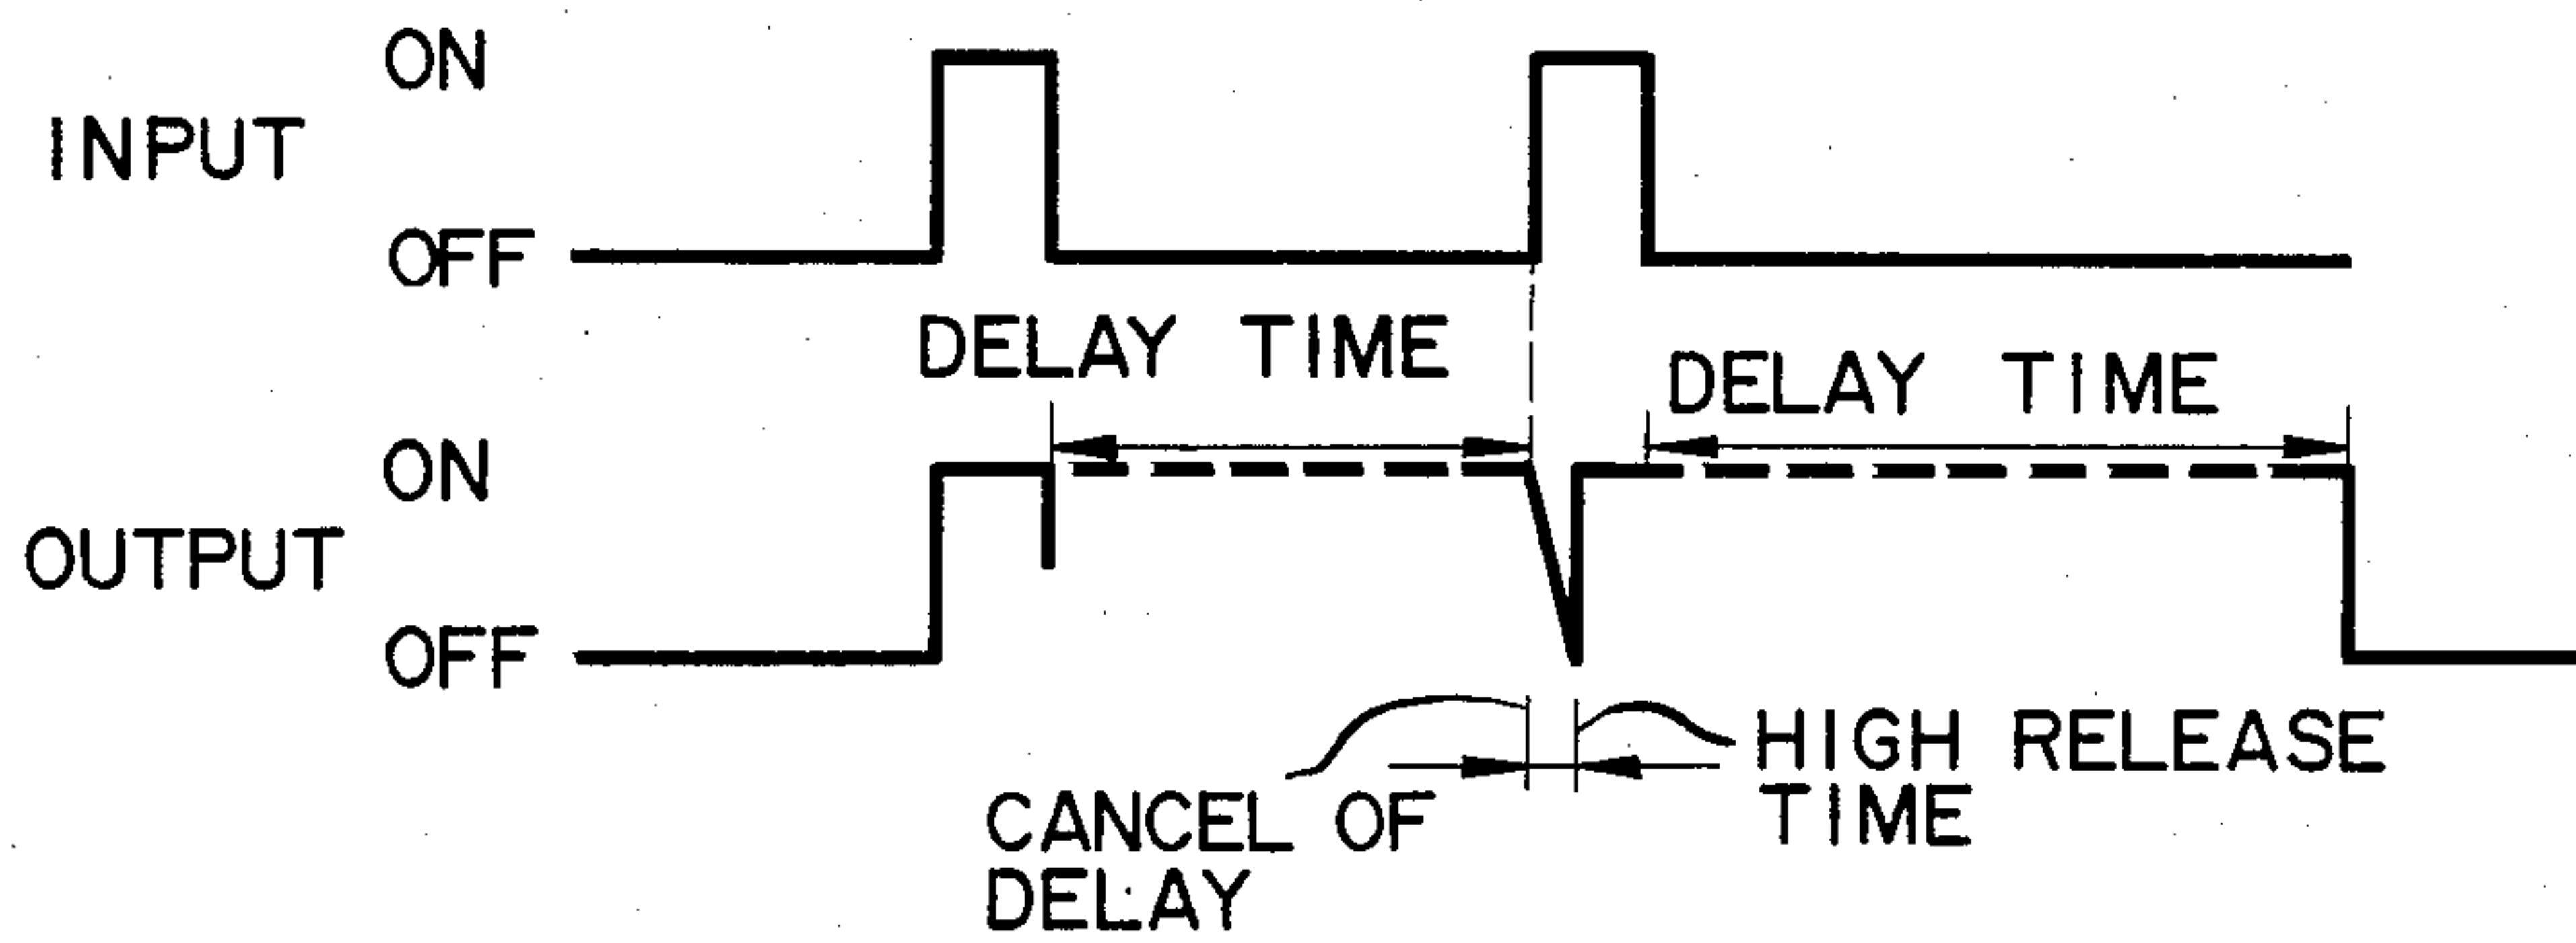 ON
INPUT
OFF
DELAY TIME
DELAY TIME
ON
OUTPUT
OFF
HIGH RELEASE
TIME
CANCEL OF
DELAY